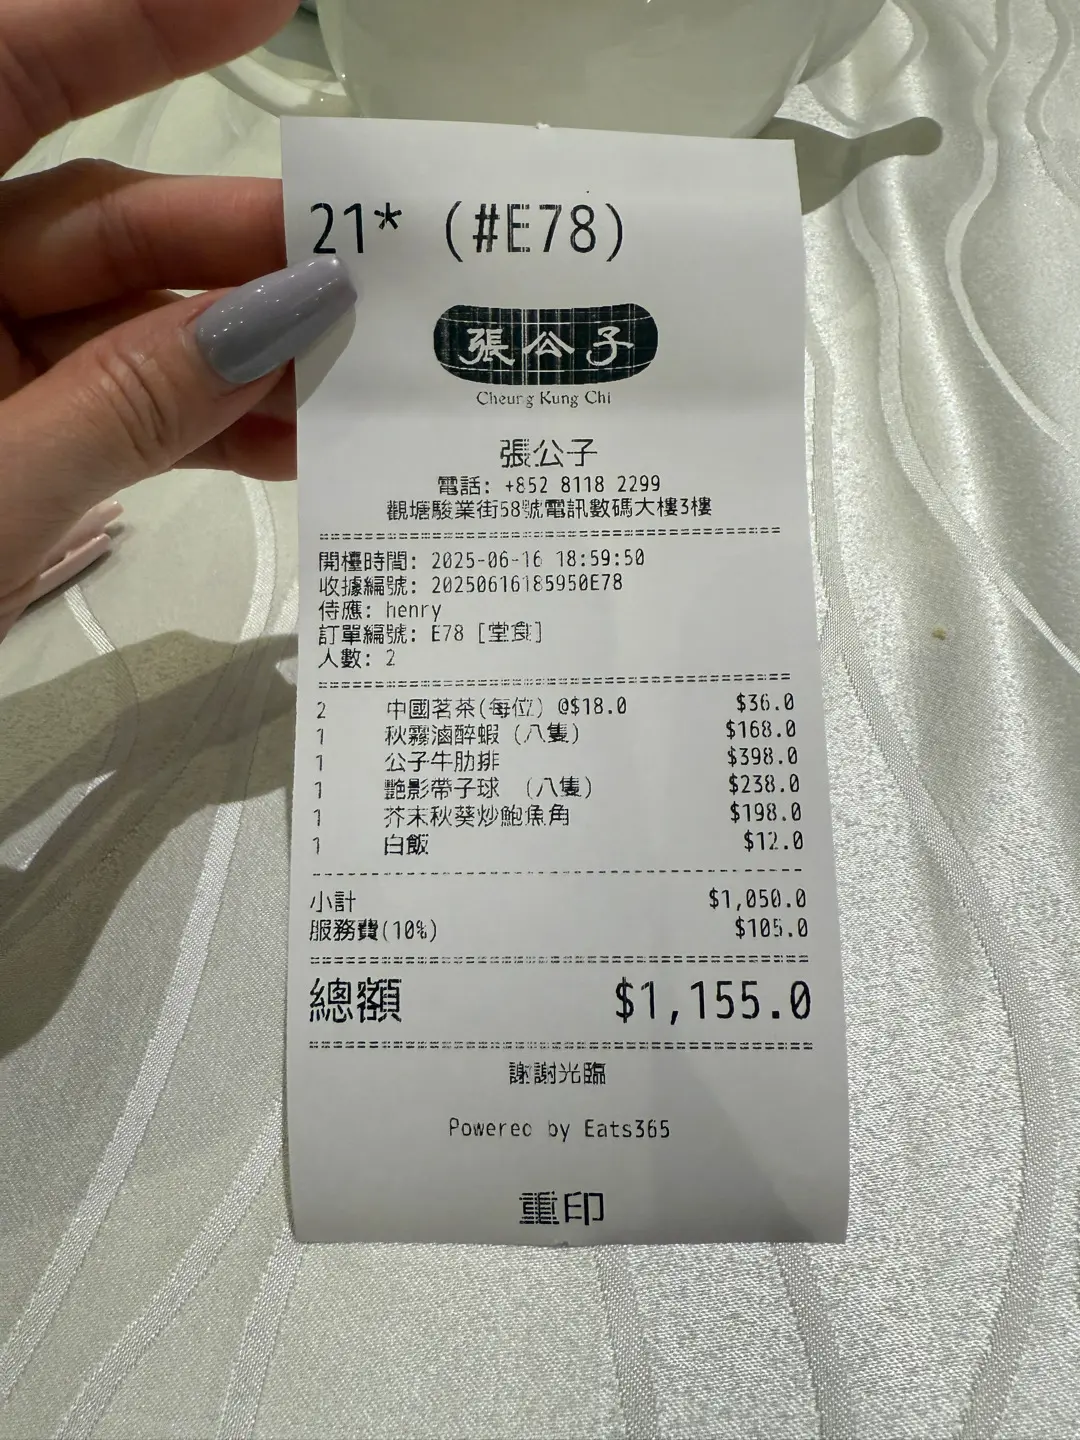 21* (#E78)
張公子
Cheung Kung Chi
張公子
電話: +852 8118 2299
觀塘駿業街58號電訊數碼大樓3樓
開檯時間: 2025-06-16 18:59:50
收據編號: 20250616185950E78
侍應: henry
訂單編號: E78 [堂食]
人數: 2
2 中國茗茶(每位) @$18.0 $36.0
1 秋霧滷醉蝦 (八隻) $168.0
1 公子牛肋排 $398.0
1 艷影帶子球 (八隻) $238.0
1 芥末秋葵炒鮑魚角 $198.0
1 白飯 $12.0
小計 $1,050.0
服務費(10%) $105.0
總額 $1,155.0
謝謝光臨
Powered by Eats365
重印